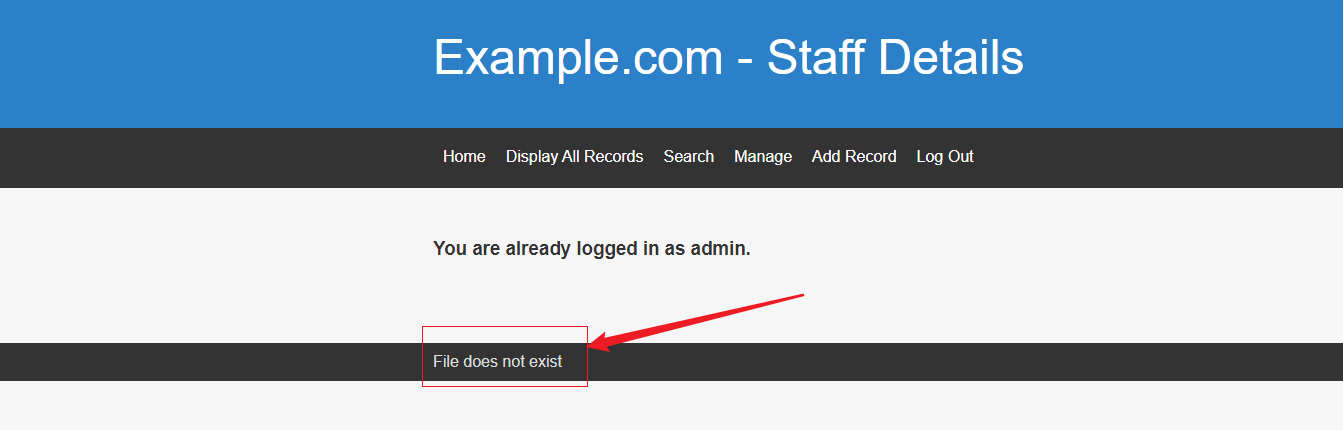 Example.com - Staff Details
Home Display All Records Search Manage Add Record Log Out
You are already logged in as admin.
File does not exist